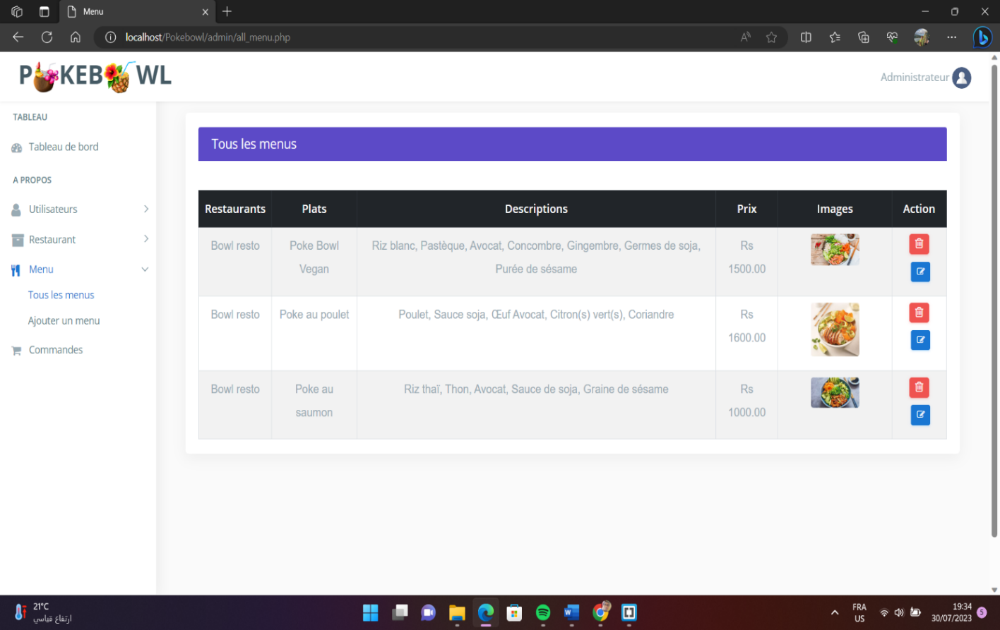 Menu
localhost/Pokebowl/admin/all_menu.php
POKEBOWL
Administrateur
TABLEAU
Tableau de bord
A PROPOS
Utilisateurs
Restaurant
Menu
Tous les menus
Ajouter un menu
Commandes
Tous les menus
Restaurants Plats Descriptions Prix Images Action
Bowl resto Poke Bowl Riz blanc, Pastèque, Avocat, Concombre, Gingembre, Germes de soja, Rs
Vegan Purée de sésame 1500.00
Bowl resto Poke au poulet Poulet, Sauce soja, Œuf Avocat, Citron(s) vert(s), Coriandre Rs
1600.00
Bowl resto Poke au Riz thaï, Thon, Avocat, Sauce de soja, Graine de sésame Rs
saumon 1000.00
21°C
ارتفاع قياسي
FRA
US
19:34
30/07/2023
5